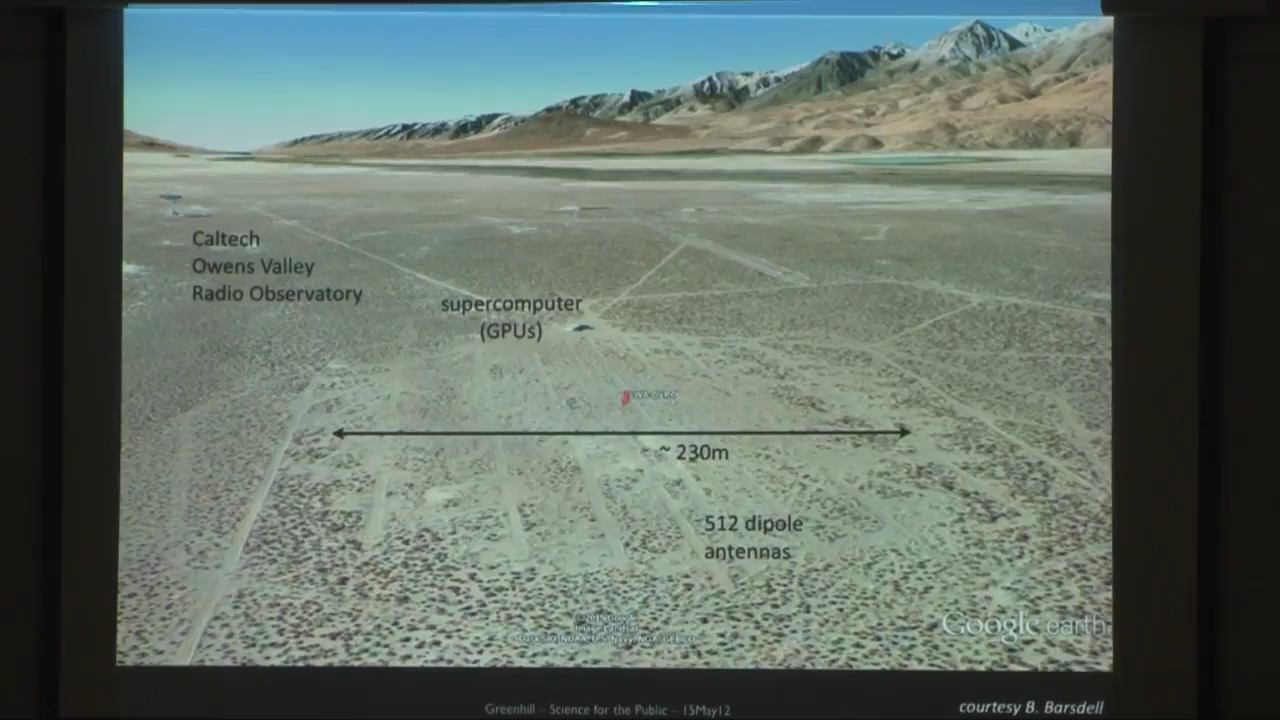 Caltech
Owens Valley
Radio Observatory
supercomputer
(GPUs)
~ 230m
512 dipole
antennas
Google earth
Greenhill – Science for the Public – 15May12
courtesy B. Barsdell